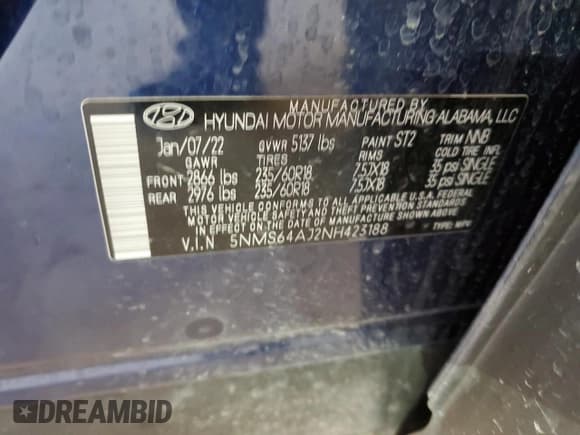 MANUFACTURED BY
HYUNDAI MOTOR MANUFACTURING ALABAMA, LLC
Jan/07/22 GVWR 5137 lbs PAINT ST2 TRIM NNB
GAWR TIRES RIMS COLD TIRE INFL
FRONT 2866 lbs 235/60R18 7.5JX18 35 psi SINGLE
REAR 2976 lbs 235/60R18 7.5JX18 35 psi SINGLE
THIS VEHICLE CONFORMS TO ALL APPLICABLE U.S.A. FEDERAL
MOTOR VEHICLE SAFETY AND BUMPER STANDARDS IN EFFECT ON THE
DATE OF MANUFACTURE SHOWN ABOVE.
V.I.N 5NMS64AJ2NH423188 TYPE: MPV
DREAMBID